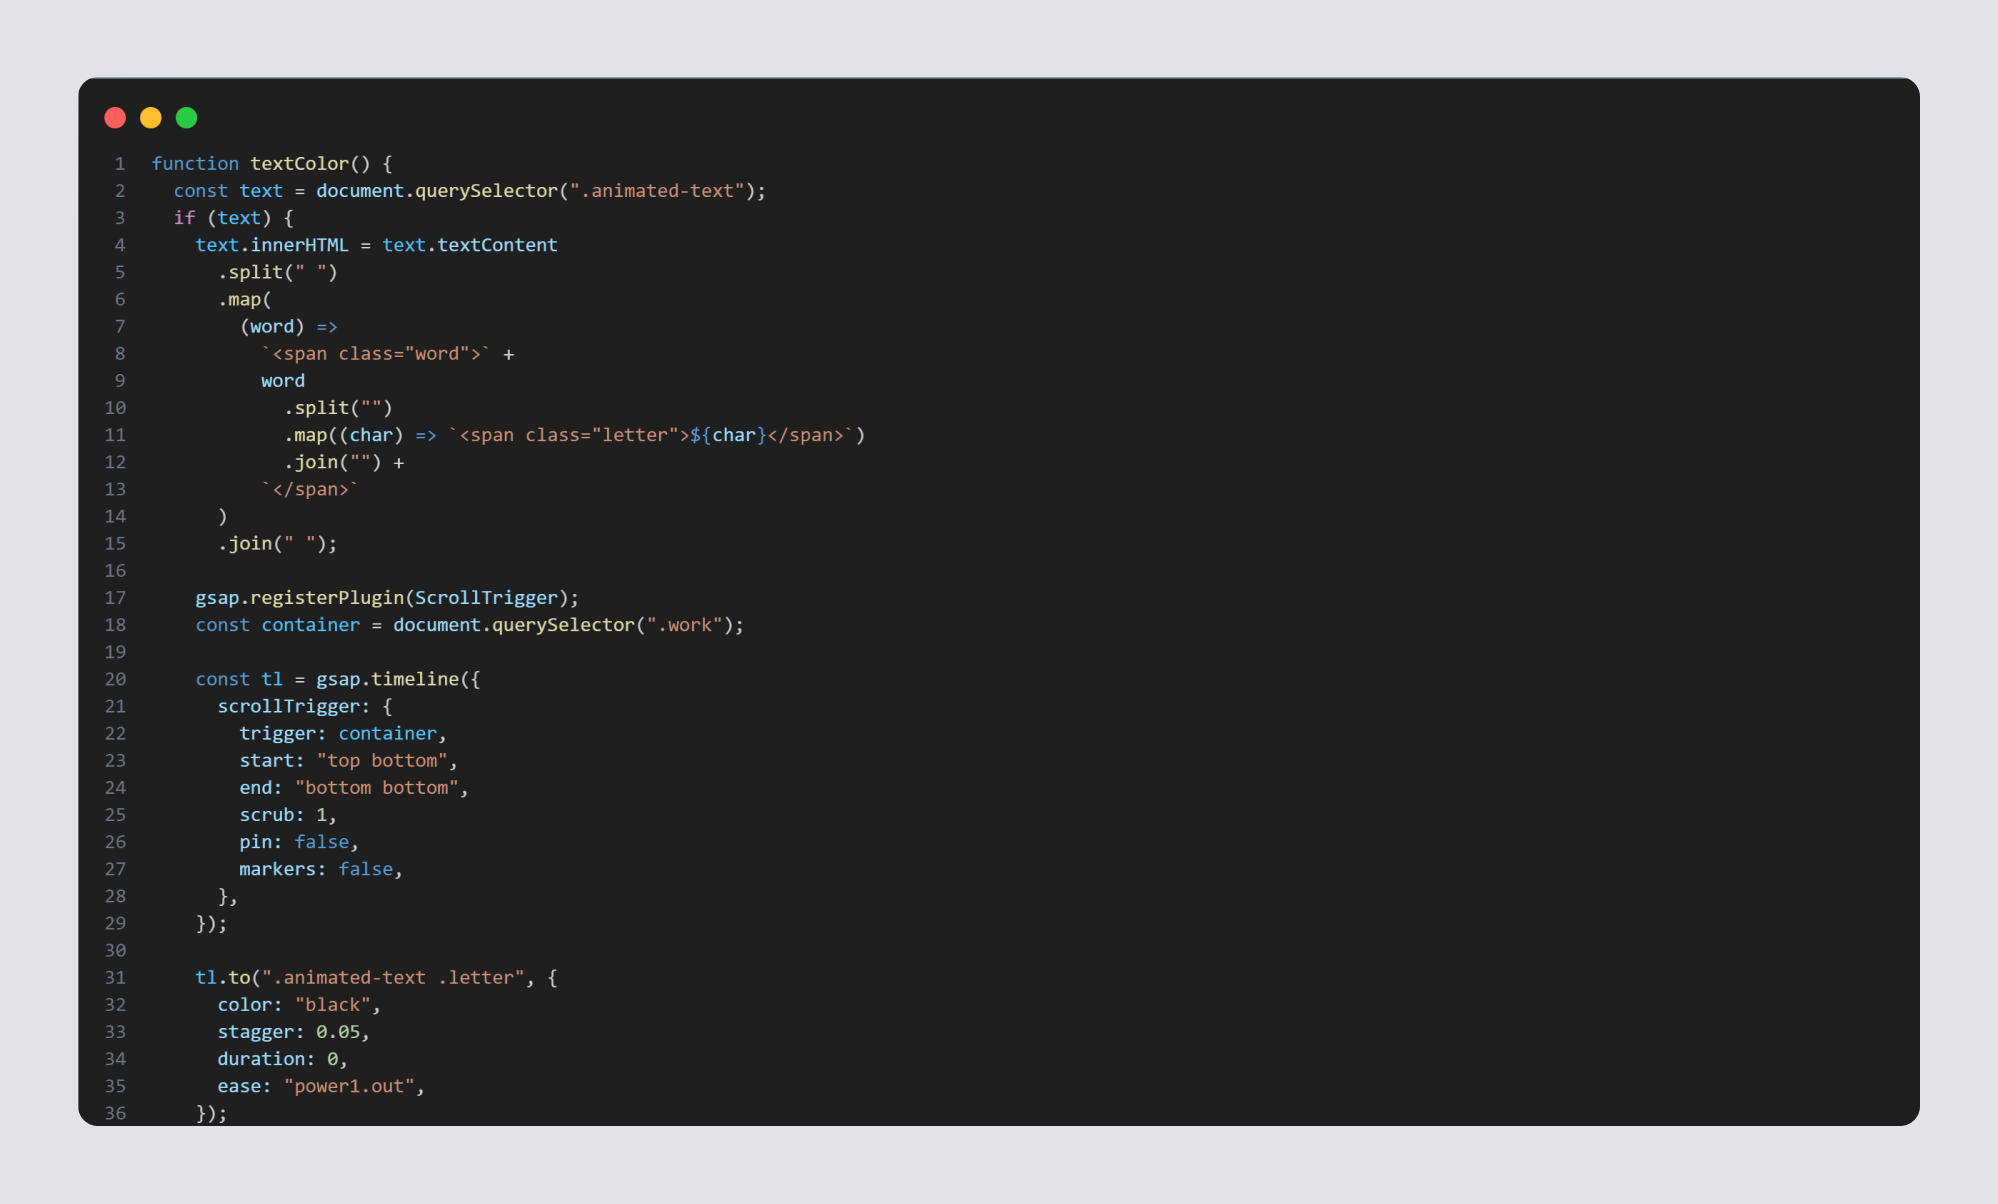 1 function textColor() {
2   const text = document.querySelector(".animated-text");
3   if (text) {
4     text.innerHTML = text.textContent
5       .split(" ")
6       .map(
7         (word) =>
8           `<span class="word">` +
9           word
10             .split("")
11             .map((char) => `<span class="letter">${char}</span>`)
12             .join("") +
13           `</span>`
14       )
15       .join(" ");
16
17     gsap.registerPlugin(ScrollTrigger);
18     const container = document.querySelector(".work");
19
20     const tl = gsap.timeline({
21       scrollTrigger: {
22         trigger: container,
23         start: "top bottom",
24         end: "bottom bottom",
25         scrub: 1,
26         pin: false,
27         markers: false,
28       },
29     });
30
31     tl.to(".animated-text .letter", {
32       color: "black",
33       stagger: 0.05,
34       duration: 0,
35       ease: "power1.out",
36     });